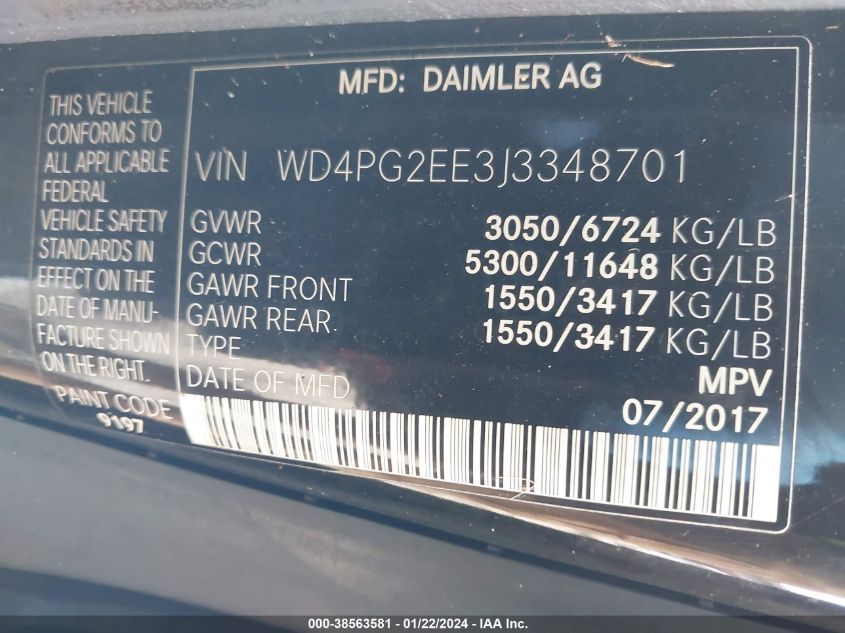 MFD: DAIMLER AG
THIS VEHICLE
CONFORMS TO
ALL APPLICABLE
FEDERAL
VEHICLE SAFETY
STANDARDS IN
EFFECT ON THE
DATE OF MANU-
FACTURE SHOWN
ON THE RIGHT.
PAINT CODE
9197
VIN WD4PG2EE3J3348701
GVWR 3050/6724 KG/LB
GCWR 5300/11648 KG/LB
GAWR FRONT 1550/3417 KG/LB
GAWR REAR 1550/3417 KG/LB
TYPE MPV
DATE OF MFD 07/2017
000-38563581 - 01/22/2024 - IAA Inc.